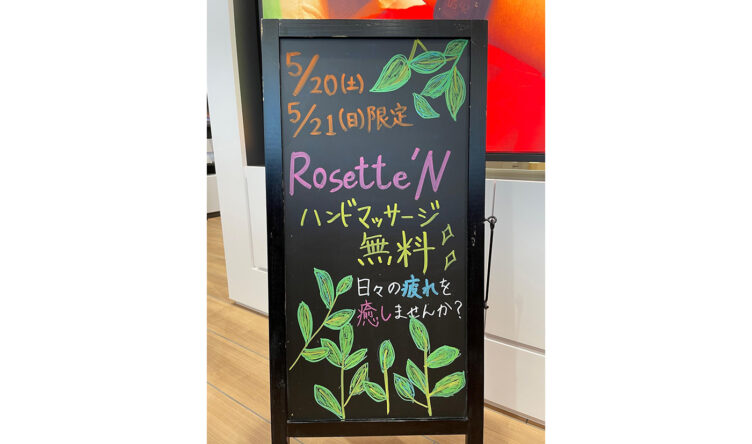 5/20(土)
5/21(日)限定
Rosette'N
ハンドマッサージ
無料
日々の疲れを
癒しませんか?